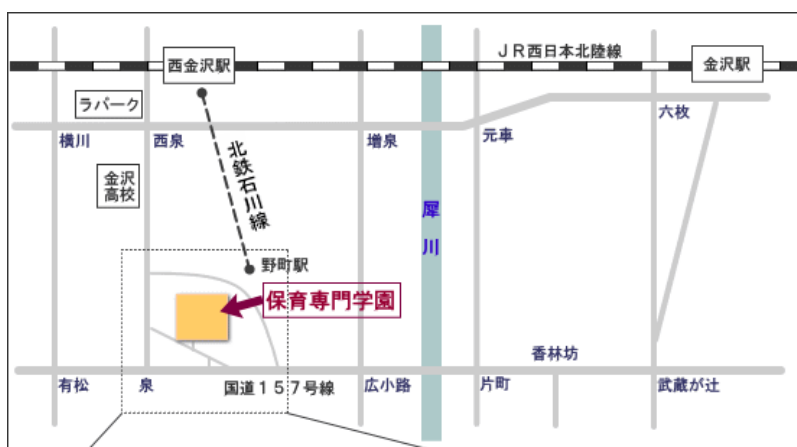 JR西日本北陸線
西金沢駅
金沢駅
ラパーク
六枚
横川
西泉
増泉
元車
金沢
高校
北鉄石川線
犀川
野町駅
保育専門学園
香林坊
有松
泉
国道157号線
広小路
片町
武蔵が辻